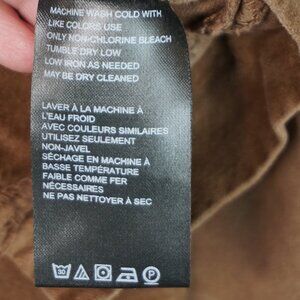 MACHINE WASH COLD WITH
LIKE COLORS USE
ONLY NON-CHLORINE BLEACH
TUMBLE DRY LOW
LOW IRON AS NEEDED
MAY BE DRY CLEANED
LAVER À LA MACHINE À
L'EAU FROID
AVEC COULEURS SIMILAIRES
UTILISEZ SEULEMENT
NON-JAVEL
SÉCHAGE EN MACHINE À
BASSE TEMPÉRATURE
FAIBLE COMME FER
NÉCESSAIRES
NE PAS NETTOYER À SEC
30
P